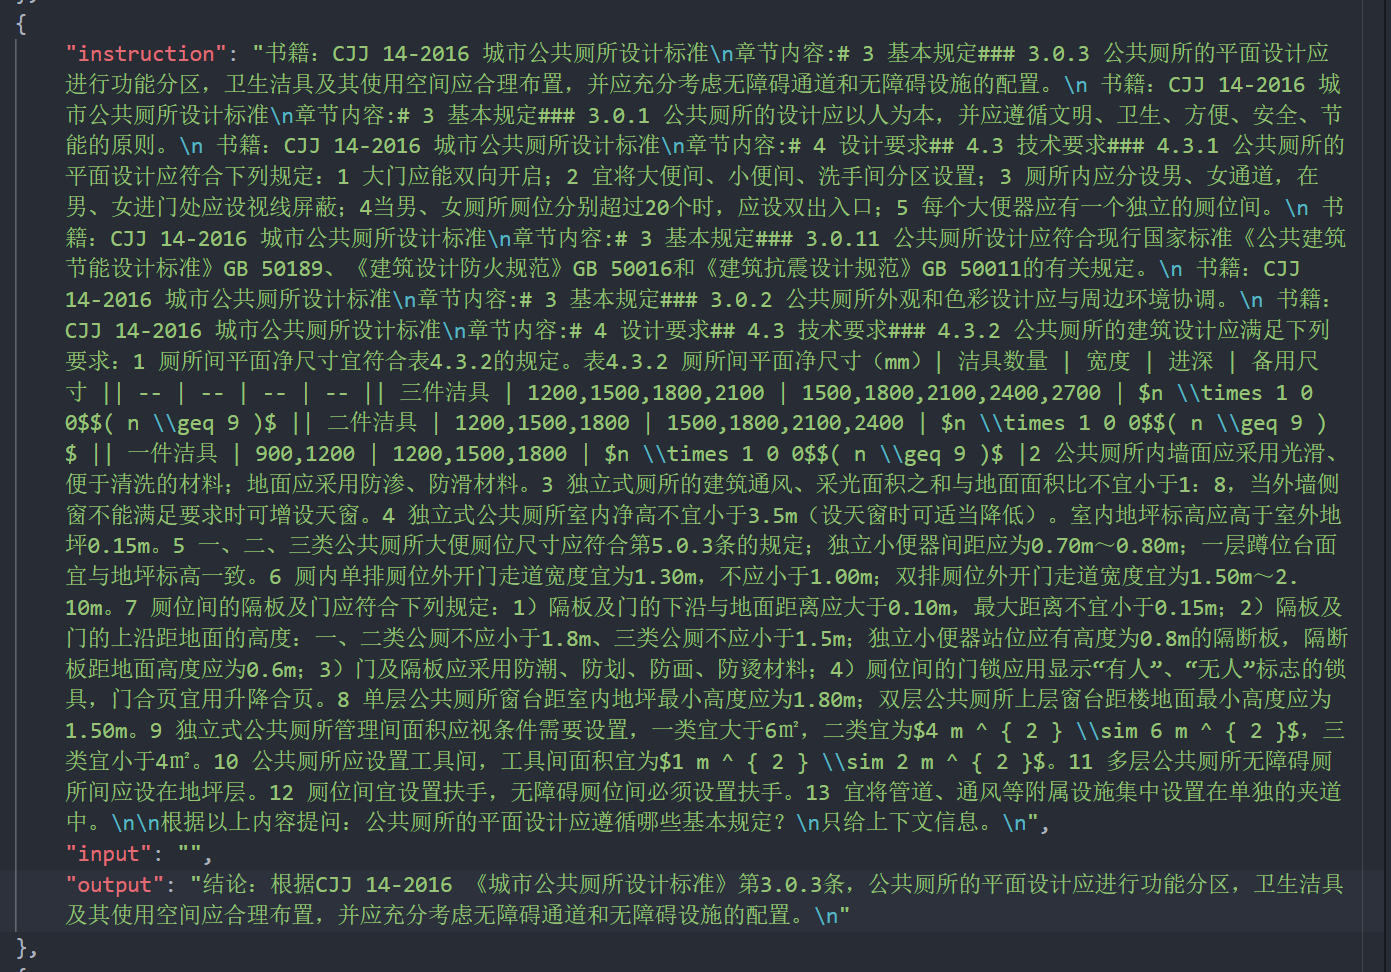 {
"instruction": "书籍：CJJ 14-2016 城市公共厕所设计标准\n章节内容:# 3 基本规定### 3.0.3 公共厕所的平面设计应
进行功能分区，卫生洁具及其使用空间应合理布置，并应充分考虑无障碍通道和无障碍设施的配置。\n 书籍：CJJ 14-2016 城
市公共厕所设计标准\n章节内容:# 3 基本规定### 3.0.1 公共厕所的设计应以人为本，并应遵循文明、卫生、方便、安全、节
能的原则。\n 书籍：CJJ 14-2016 城市公共厕所设计标准\n章节内容:# 4 设计要求## 4.3 技术要求### 4.3.1 公共厕所的
平面设计应符合下列规定：1 大门应能双向开启；2 宜将大便间、小便间、洗手间分区设置；3 厕所内应分设男、女通道，在
男、女进门处应设视线屏蔽；4当男、女厕所厕位分别超过20个时，应设双出入口；5 每个大便器应有一个独立的厕位间。\n 书
籍：CJJ 14-2016 城市公共厕所设计标准\n章节内容:# 3 基本规定### 3.0.11 公共厕所设计应符合现行国家标准《公共建筑
节能设计标准》GB 50189、《建筑设计防火规范》GB 50016和《建筑抗震设计规范》GB 50011的有关规定。\n 书籍：CJJ
14-2016 城市公共厕所设计标准\n章节内容:# 3 基本规定### 3.0.2 公共厕所外观和色彩设计应与周边环境协调。\n 书籍：
CJJ 14-2016 城市公共厕所设计标准\n章节内容:# 4 设计要求## 4.3 技术要求### 4.3.2 公共厕所的建筑设计应满足下列
要求：1 厕所间平面净尺寸宜符合表4.3.2的规定。表4.3.2 厕所间平面净尺寸（mm）| 洁具数量 | 宽度 | 进深 | 备用尺
寸 || -- | -- | -- | -- || 三件洁具 | 1200,1500,1800,2100 | 1500,1800,2100,2400,2700 | $n \\times 1 0
0$$( n \\geq 9 )$ || 二件洁具 | 1200,1500,1800 | 1500,1800,2100,2400 | $n \\times 1 0 0$$( n \\geq 9 )
$ || 一件洁具 | 900,1200 | 1200,1500,1800 | $n \\times 1 0 0$$( n \\geq 9 )$ |2 公共厕所内墙面应采用光滑、
便于清洗的材料；地面应采用防渗、防滑材料。3 独立式厕所的建筑通风、采光面积之和与地面面积比不宜小于1：8，当外墙侧
窗不能满足要求时可增设天窗。4 独立式公共厕所室内净高不宜小于3.5m（设天窗时可适当降低）。室内地坪标高应高于室外地
坪0.15m。5 一、二、三类公共厕所大便厕位尺寸应符合第5.0.3条的规定；独立小便器间距应为0.70m～0.80m；一层蹲位台面
宜与地坪标高一致。6 厕内单排厕位外开门走道宽度宜为1.30m，不应小于1.00m；双排厕位外开门走道宽度宜为1.50m～2.
10m。7 厕位间的隔板及门应符合下列规定：1）隔板及门的下沿与地面距离应大于0.10m，最大距离不宜小于0.15m；2）隔板及
门的上沿距地面的高度：一、二类公厕不应小于1.8m、三类公厕不应小于1.5m；独立小便器站位应有高度为0.8m的隔断板，隔断
板距地面高度应为0.6m；3）门及隔板应采用防潮、防划、防画、防烫材料；4）厕位间的门锁应用显示“有人”、“无人”标志的锁
具，门合页宜用升降合页。8 单层公共厕所窗台距室内地坪最小高度应为1.80m；双层公共厕所上层窗台距楼地面最小高度应为
1.50m。9 独立式公共厕所管理间面积应视条件需要设置，一类宜大于6㎡，二类宜为$4 m ^ { 2 } \\sim 6 m ^ { 2 }$，三
类宜小于4㎡。10 公共厕所应设置工具间，工具间面积宜为$1 m ^ { 2 } \\sim 2 m ^ { 2 }$。11 多层公共厕所无障碍厕
所间应设在地坪层。12 厕位间宜设置扶手，无障碍厕位间必须设置扶手。13 宜将管道、通风等附属设施集中设置在单独的夹道
中。\n\n根据以上内容提问：公共厕所的平面设计应遵循哪些基本规定？\n只给上下文信息。\n",
"input": "",
"output": "结论：根据CJJ 14-2016 《城市公共厕所设计标准》第3.0.3条，公共厕所的平面设计应进行功能分区，卫生洁具
及其使用空间应合理布置，并应充分考虑无障碍通道和无障碍设施的配置。\n"
},